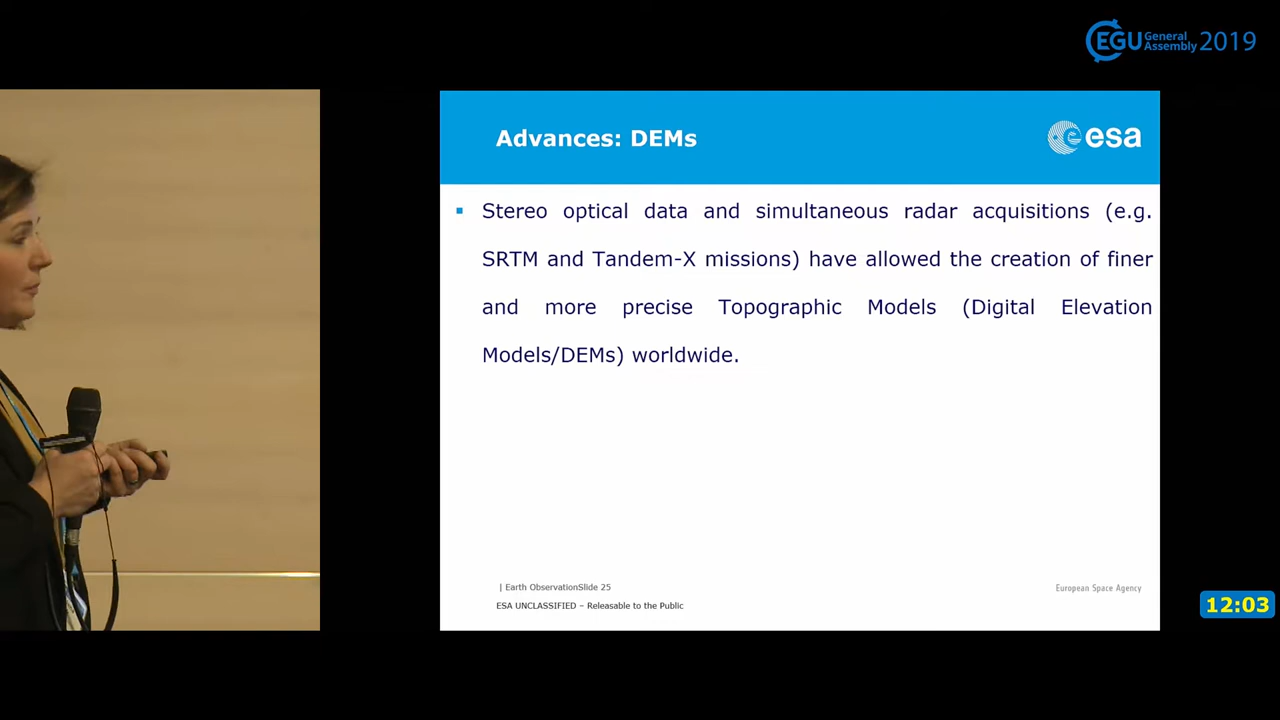 EGU General
Assembly 2019
Advances: DEMs
esa
▪ Stereo optical data and simultaneous radar acquisitions (e.g.
SRTM and Tandem-X missions) have allowed the creation of finer
and more precise Topographic Models (Digital Elevation
Models/DEMs) worldwide.
| Earth ObservationSlide 25
European Space Agency
ESA UNCLASSIFIED – Releasable to the Public
12:03